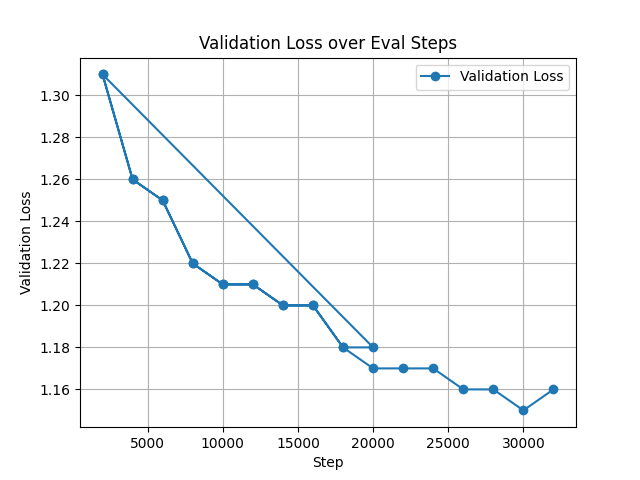 Validation Loss over Eval Steps
Validation Loss
1.30
1.28
1.26
1.24
1.22
1.20
1.18
1.16
Validation Loss
5000 10000 15000 20000 25000 30000
Step